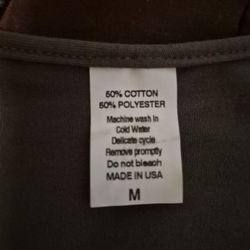 50% COTTON
50% POLYESTER
Machine wash in
Cold Water
Delicate cycle
Remove promptly
Do not bleach
MADE IN USA
M